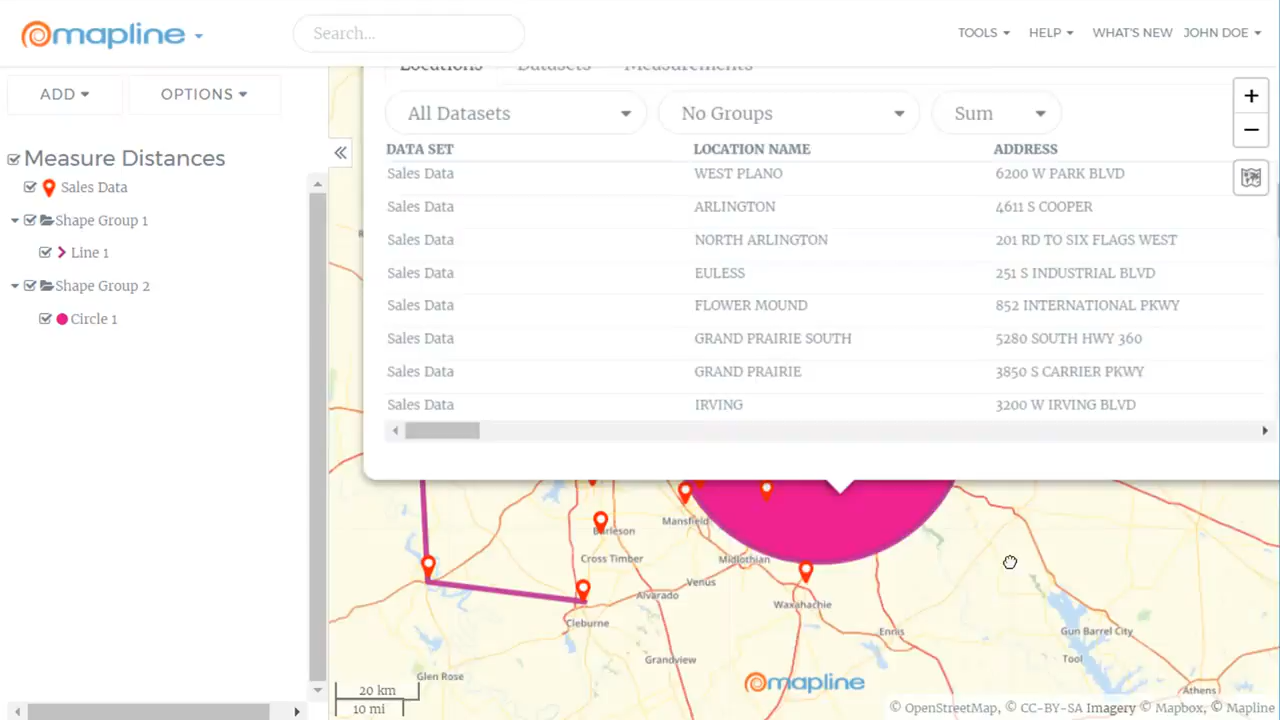 mapline
Search...
TOOLS
HELP
WHAT'S NEW
JOHN DOE
ADD
OPTIONS
Measure Distances
Sales Data
Shape Group 1
Line 1
Shape Group 2
Circle 1
Locations Datasets Measurements
All Datasets
No Groups
Sum
DATA SET LOCATION NAME ADDRESS
Sales Data WEST PLANO 6200 W PARK BLVD
Sales Data ARLINGTON 4611 S COOPER
Sales Data NORTH ARLINGTON 201 RD TO SIX FLAGS WEST
Sales Data EULESS 251 S INDUSTRIAL BLVD
Sales Data FLOWER MOUND 852 INTERNATIONAL PKWY
Sales Data GRAND PRAIRIE SOUTH 5280 SOUTH HWY 360
Sales Data GRAND PRAIRIE 3850 S CARRIER PKWY
Sales Data IRVING 3200 W IRVING BLVD
+
−
Mansfield
Burleson
Cross Timber
Midlothian
Venus
Alvarado
Waxahachie
Cleburne
Ennis
Gun Barrel City
Tool
Grandview
Glen Rose
Athens
20 km
10 mi
mapline
© OpenStreetMap, © CC-BY-SA Imagery © Mapbox, © Mapline